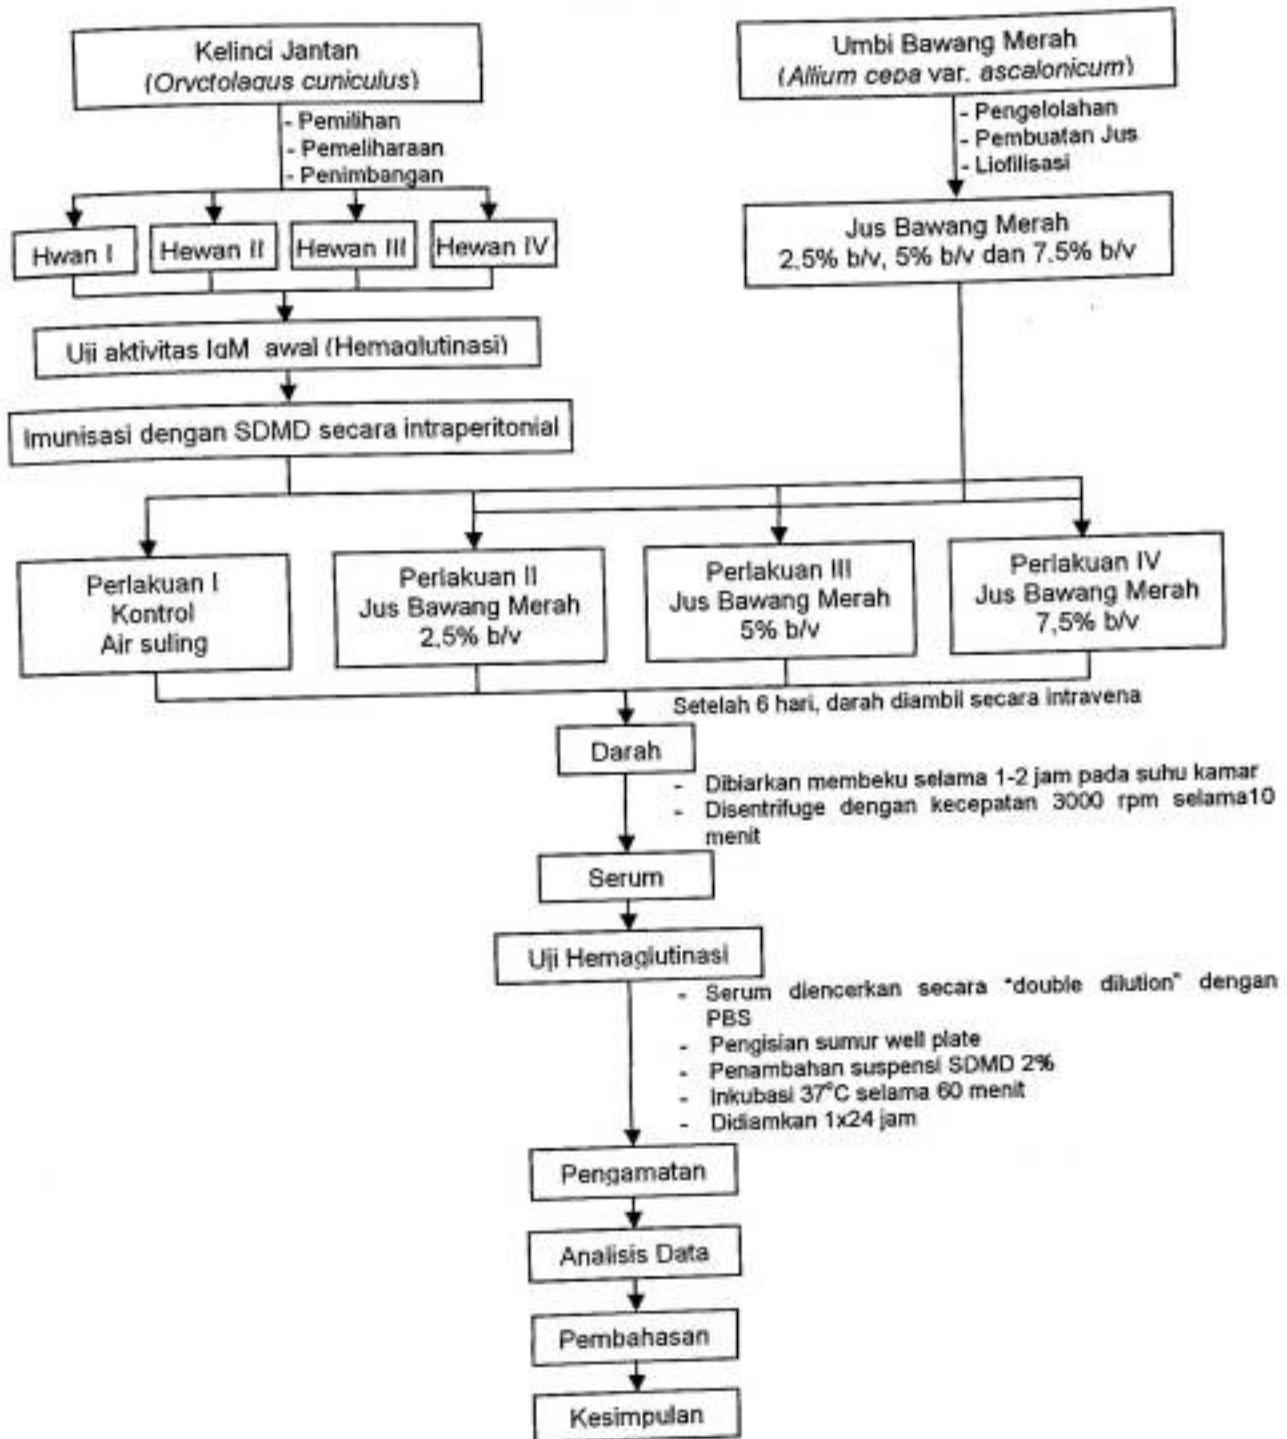 Kelinci Jantan
(Oryctolagus cuniculus)
- Pemilihan
- Pemeliharaan
- Penimbangan
Umbi Bawang Merah
(Allium cepa var. ascalonicum)
- Pengelolahan
- Pembuatan Jus
- Liofilisasi
Hwan I
Hewan II
Hewan III
Hewan IV
Jus Bawang Merah
2,5% b/v, 5% b/v dan 7,5% b/v
Uji aktivitas IgM awal (Hemaglutinasi)
Imunisasi dengan SDMD secara intraperitonial
Perlakuan I
Kontrol
Air suling
Perlakuan II
Jus Bawang Merah
2,5% b/v
Perlakuan III
Jus Bawang Merah
5% b/v
Perlakuan IV
Jus Bawang Merah
7,5% b/v
Setelah 6 hari, darah diambil secara intravena
Darah
- Dibiarkan membeku selama 1-2 jam pada suhu kamar
- Disentrifuge dengan kecepatan 3000 rpm selama10
menit
Serum
Uji Hemaglutinasi
- Serum diencerkan secara "double dilution" dengan
PBS
- Pengisian sumur well plate
- Penambahan suspensi SDMD 2%
- Inkubasi 37°C selama 60 menit
- Didiamkan 1x24 jam
Pengamatan
Analisis Data
Pembahasan
Kesimpulan